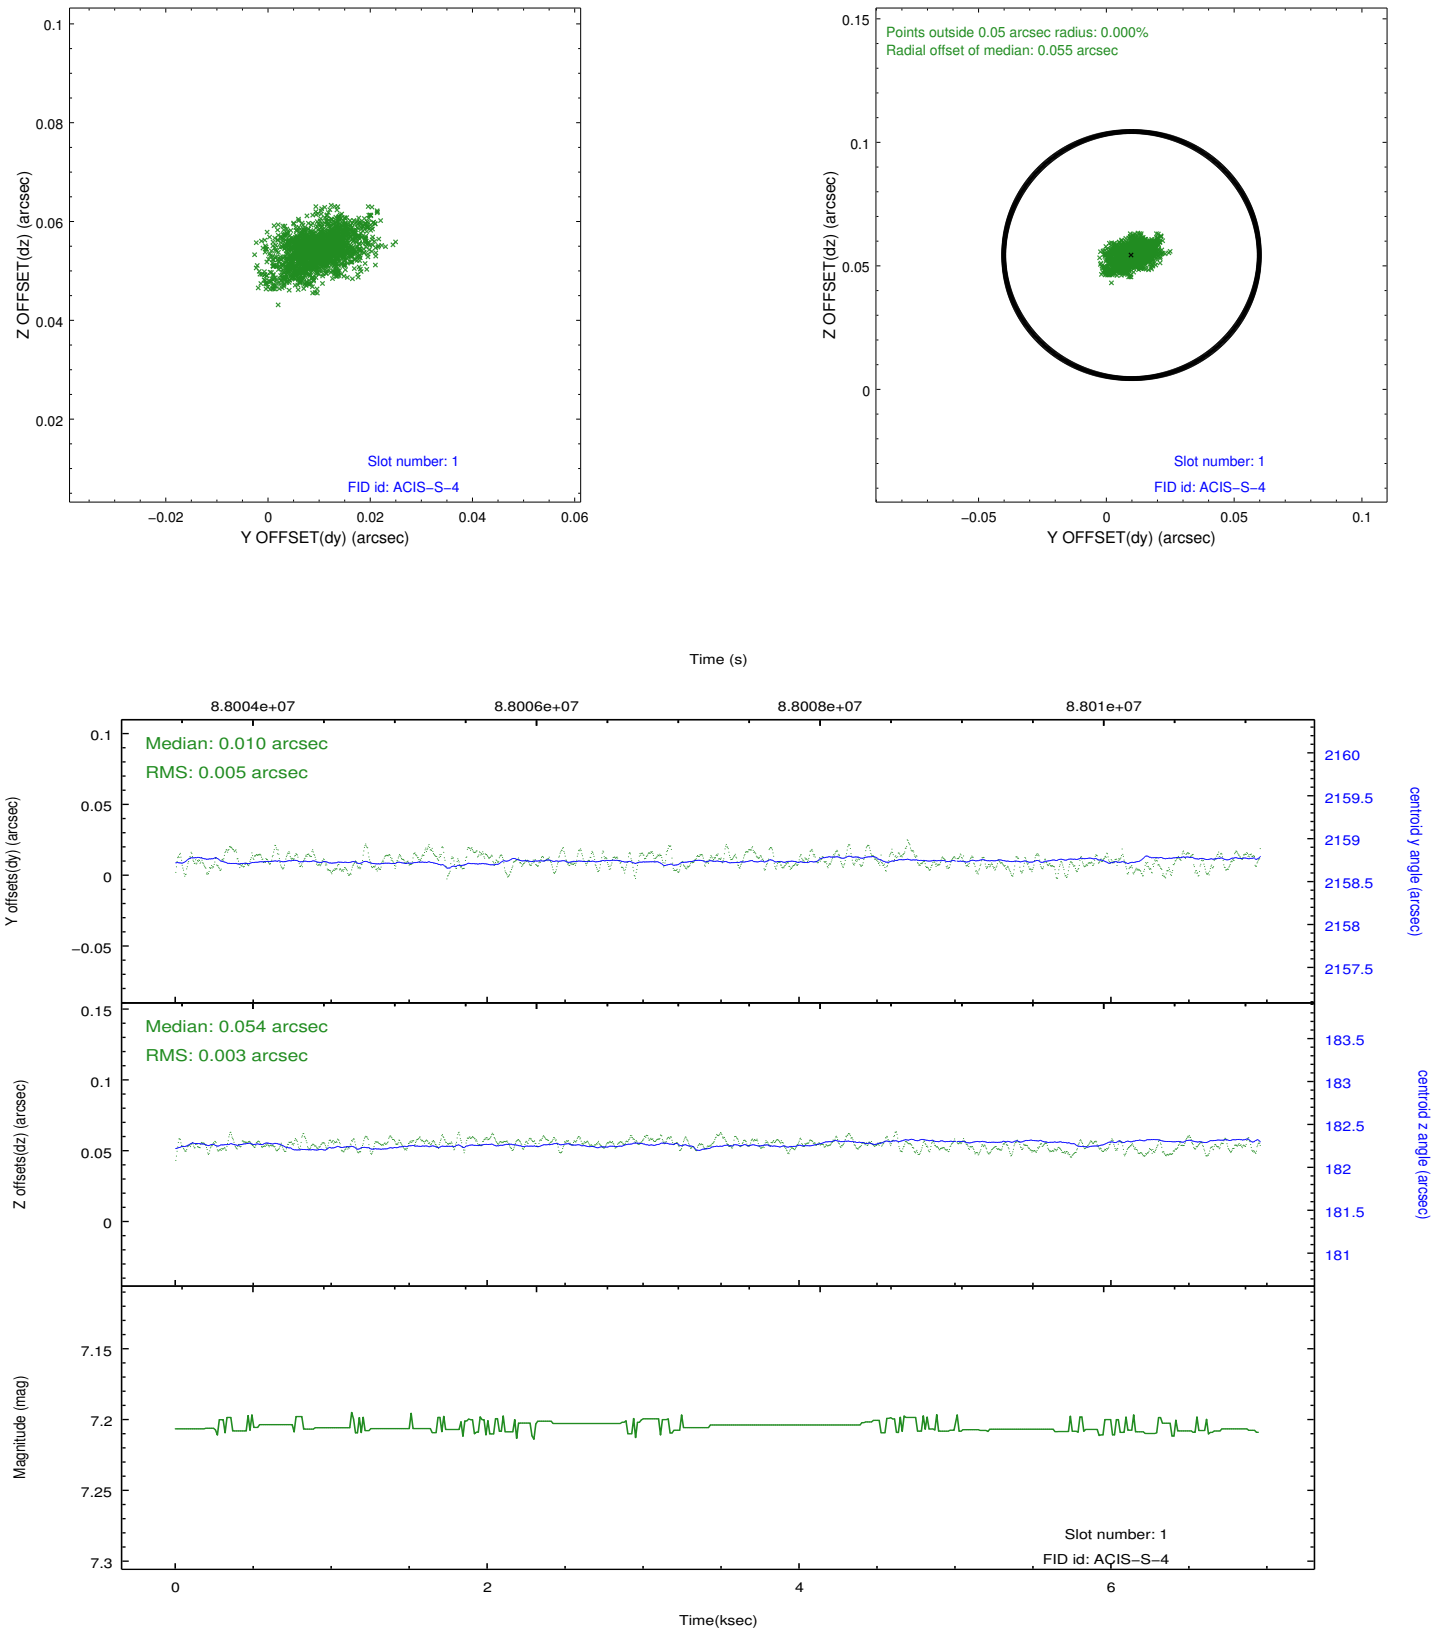 0.1
0.08
0.06
0.04
0.02
Z OFFSET(dz) (arcsec)
Slot number: 1
FID id: ACIS−S−4
−0.02 0 0.02 0.04 0.06
Y OFFSET(dy) (arcsec)
0.15
0.1
0.05
0
Z OFFSET(dz) (arcsec)
Points outside 0.05 arcsec radius: 0.000%
Radial offset of median: 0.055 arcsec
Slot number: 1
FID id: ACIS−S−4
−0.05 0 0.05 0.1
Y OFFSET(dy) (arcsec)
Time (s)
8.8004e+07 8.8006e+07 8.8008e+07 8.801e+07
0.1
0.05
0
−0.05
Y offsets(dy) (arcsec)
Median: 0.010 arcsec
RMS: 0.005 arcsec
2160
2159.5
2159
2158.5
2158
2157.5
centroid y angle (arcsec)
0.15
0.1
0.05
0
Z offsets(dz) (arcsec)
Median: 0.054 arcsec
RMS: 0.003 arcsec
183.5
183
182.5
182
181.5
181
centroid z angle (arcsec)
7.15
7.2
7.25
7.3
Magnitude (mag)
Slot number: 1
FID id: ACIS−S−4
0 2 4 6
Time(ksec)